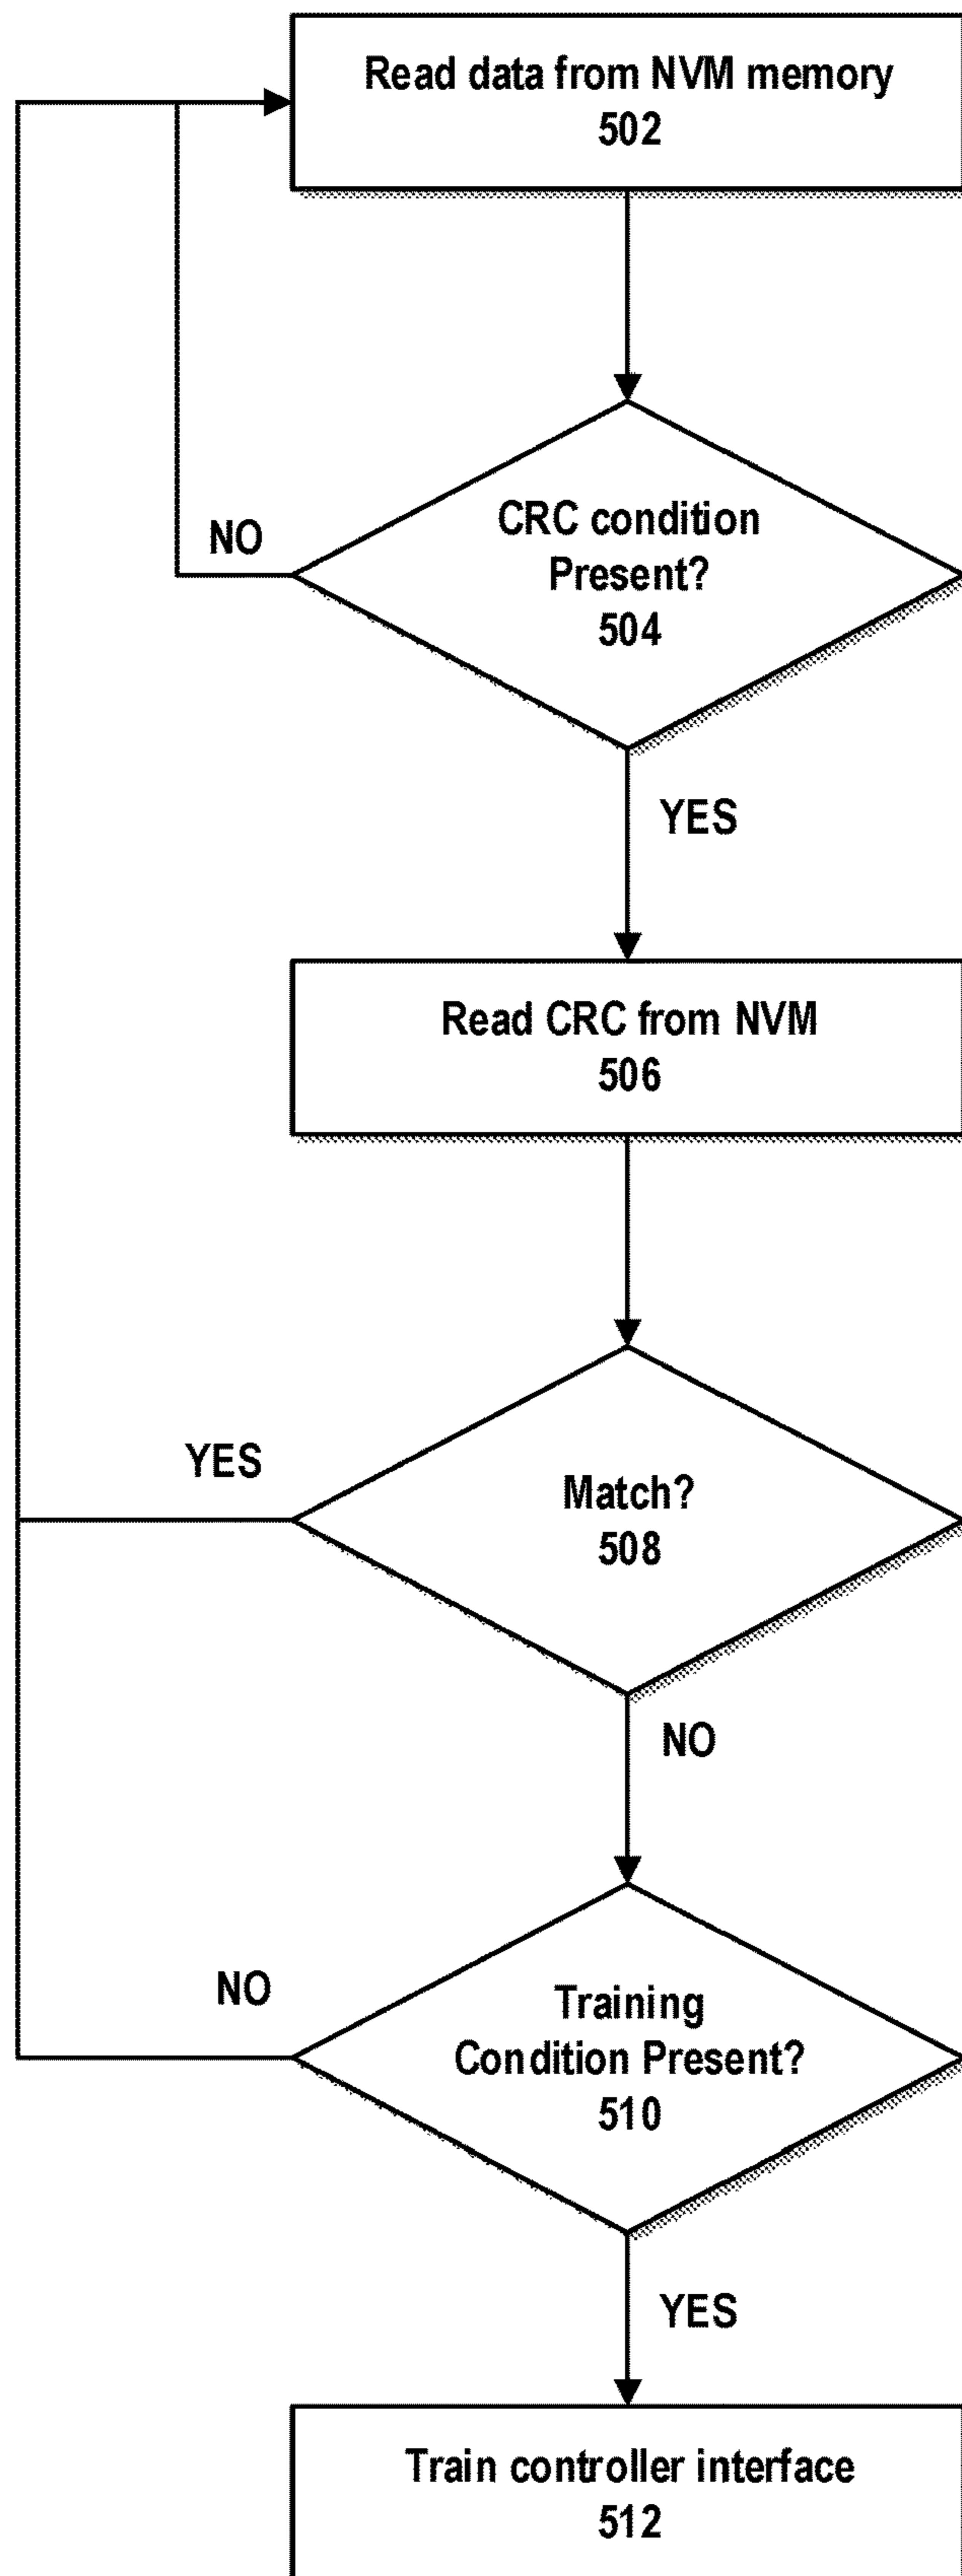 Read data from NVM memory
502
NO
CRC condition
Present?
504
YES
Read CRC from NVM
506
YES
Match?
508
NO
NO
Training
Condition Present?
510
YES
Train controller interface
512